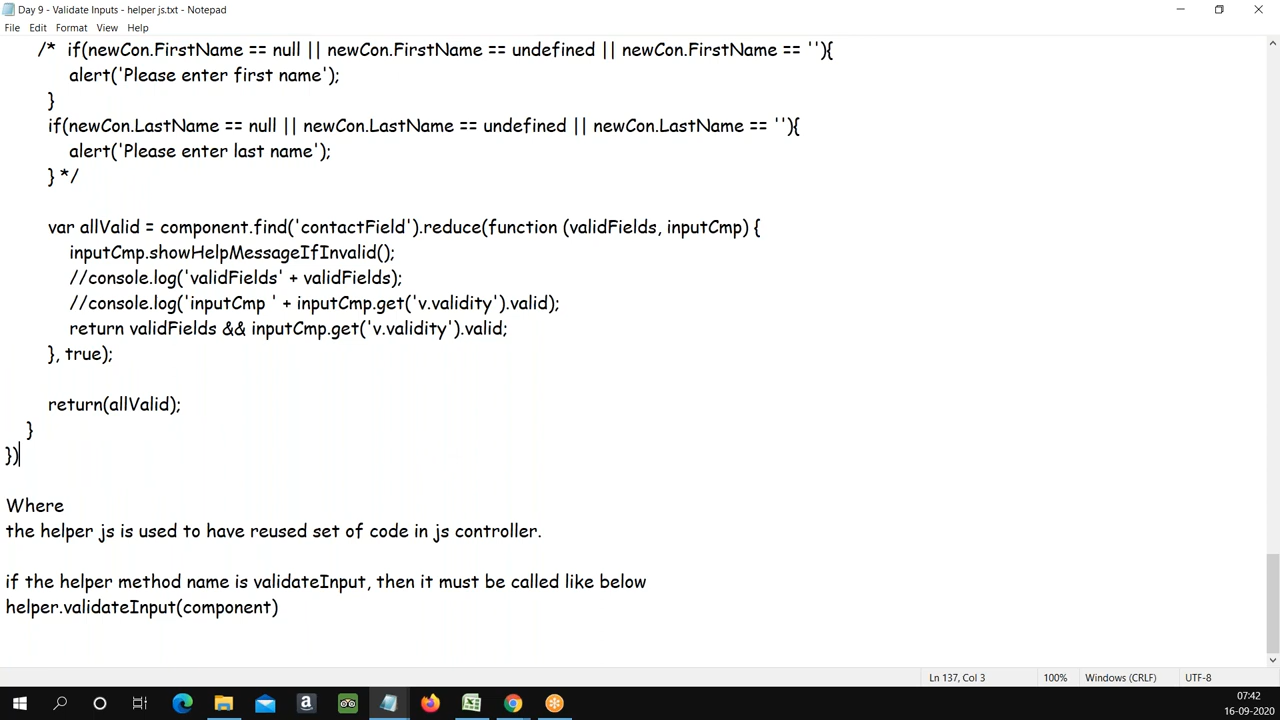 Day 9 - Validate Inputs - helper js.txt - Notepad
File Edit Format View Help
/* if(newCon.FirstName == null || newCon.FirstName == undefined || newCon.FirstName == ''){
alert('Please enter first name');
}
if(newCon.LastName == null || newCon.LastName == undefined || newCon.LastName == ''){
alert('Please enter last name');
} */
var allValid = component.find('contactField').reduce(function (validFields, inputCmp) {
inputCmp.showHelpMessageIfInvalid();
//console.log('validFields' + validFields);
//console.log('inputCmp ' + inputCmp.get('v.validity').valid);
return validFields && inputCmp.get('v.validity').valid;
}, true);
return(allValid);
}
})
Where
the helper js is used to have reused set of code in js controller.
if the helper method name is validateInput, then it must be called like below
helper.validateInput(component)
Ln 137, Col 3 100% Windows (CRLF) UTF-8
07:42
16-09-2020